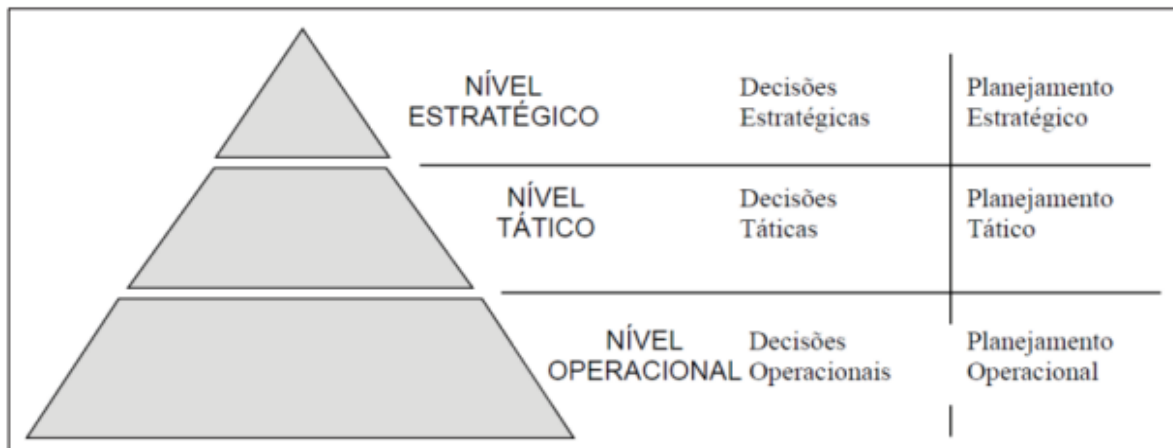 NÍVEL
ESTRATÉGICO
Decisões
Estratégicas
Planejamento
Estratégico
NÍVEL
TÁTICO
Decisões
Táticas
Planejamento
Tático
NÍVEL
OPERACIONAL
Decisões
Operacionais
Planejamento
Operacional